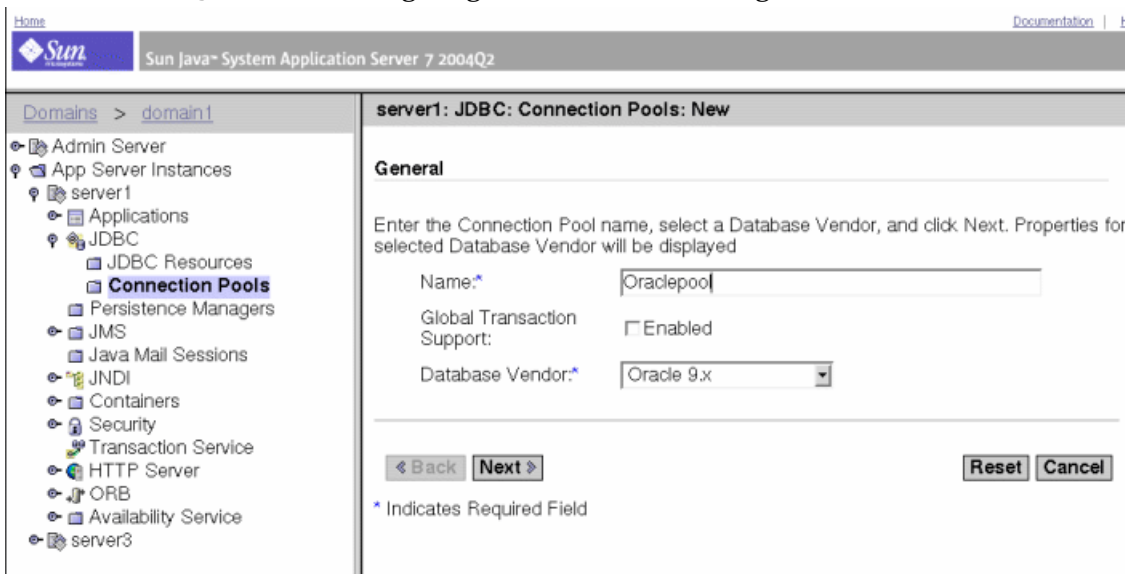 Home
Documentation |
Sun
microsystems
Sun Java™ System Application Server 7 2004Q2
Domains > domain1
Admin Server
App Server Instances
server1
Applications
JDBC
JDBC Resources
Connection Pools
Persistence Managers
JMS
Java Mail Sessions
JNDI
Containers
Security
Transaction Service
HTTP Server
ORB
Availability Service
server3
server1: JDBC: Connection Pools: New
General
Enter the Connection Pool name, select a Database Vendor, and click Next. Properties for
selected Database Vendor will be displayed
Name:*
Oraclepool
Global Transaction
Support:
Enabled
Database Vendor:*
Oracle 9.x
Back
Next
Reset
Cancel
* Indicates Required Field